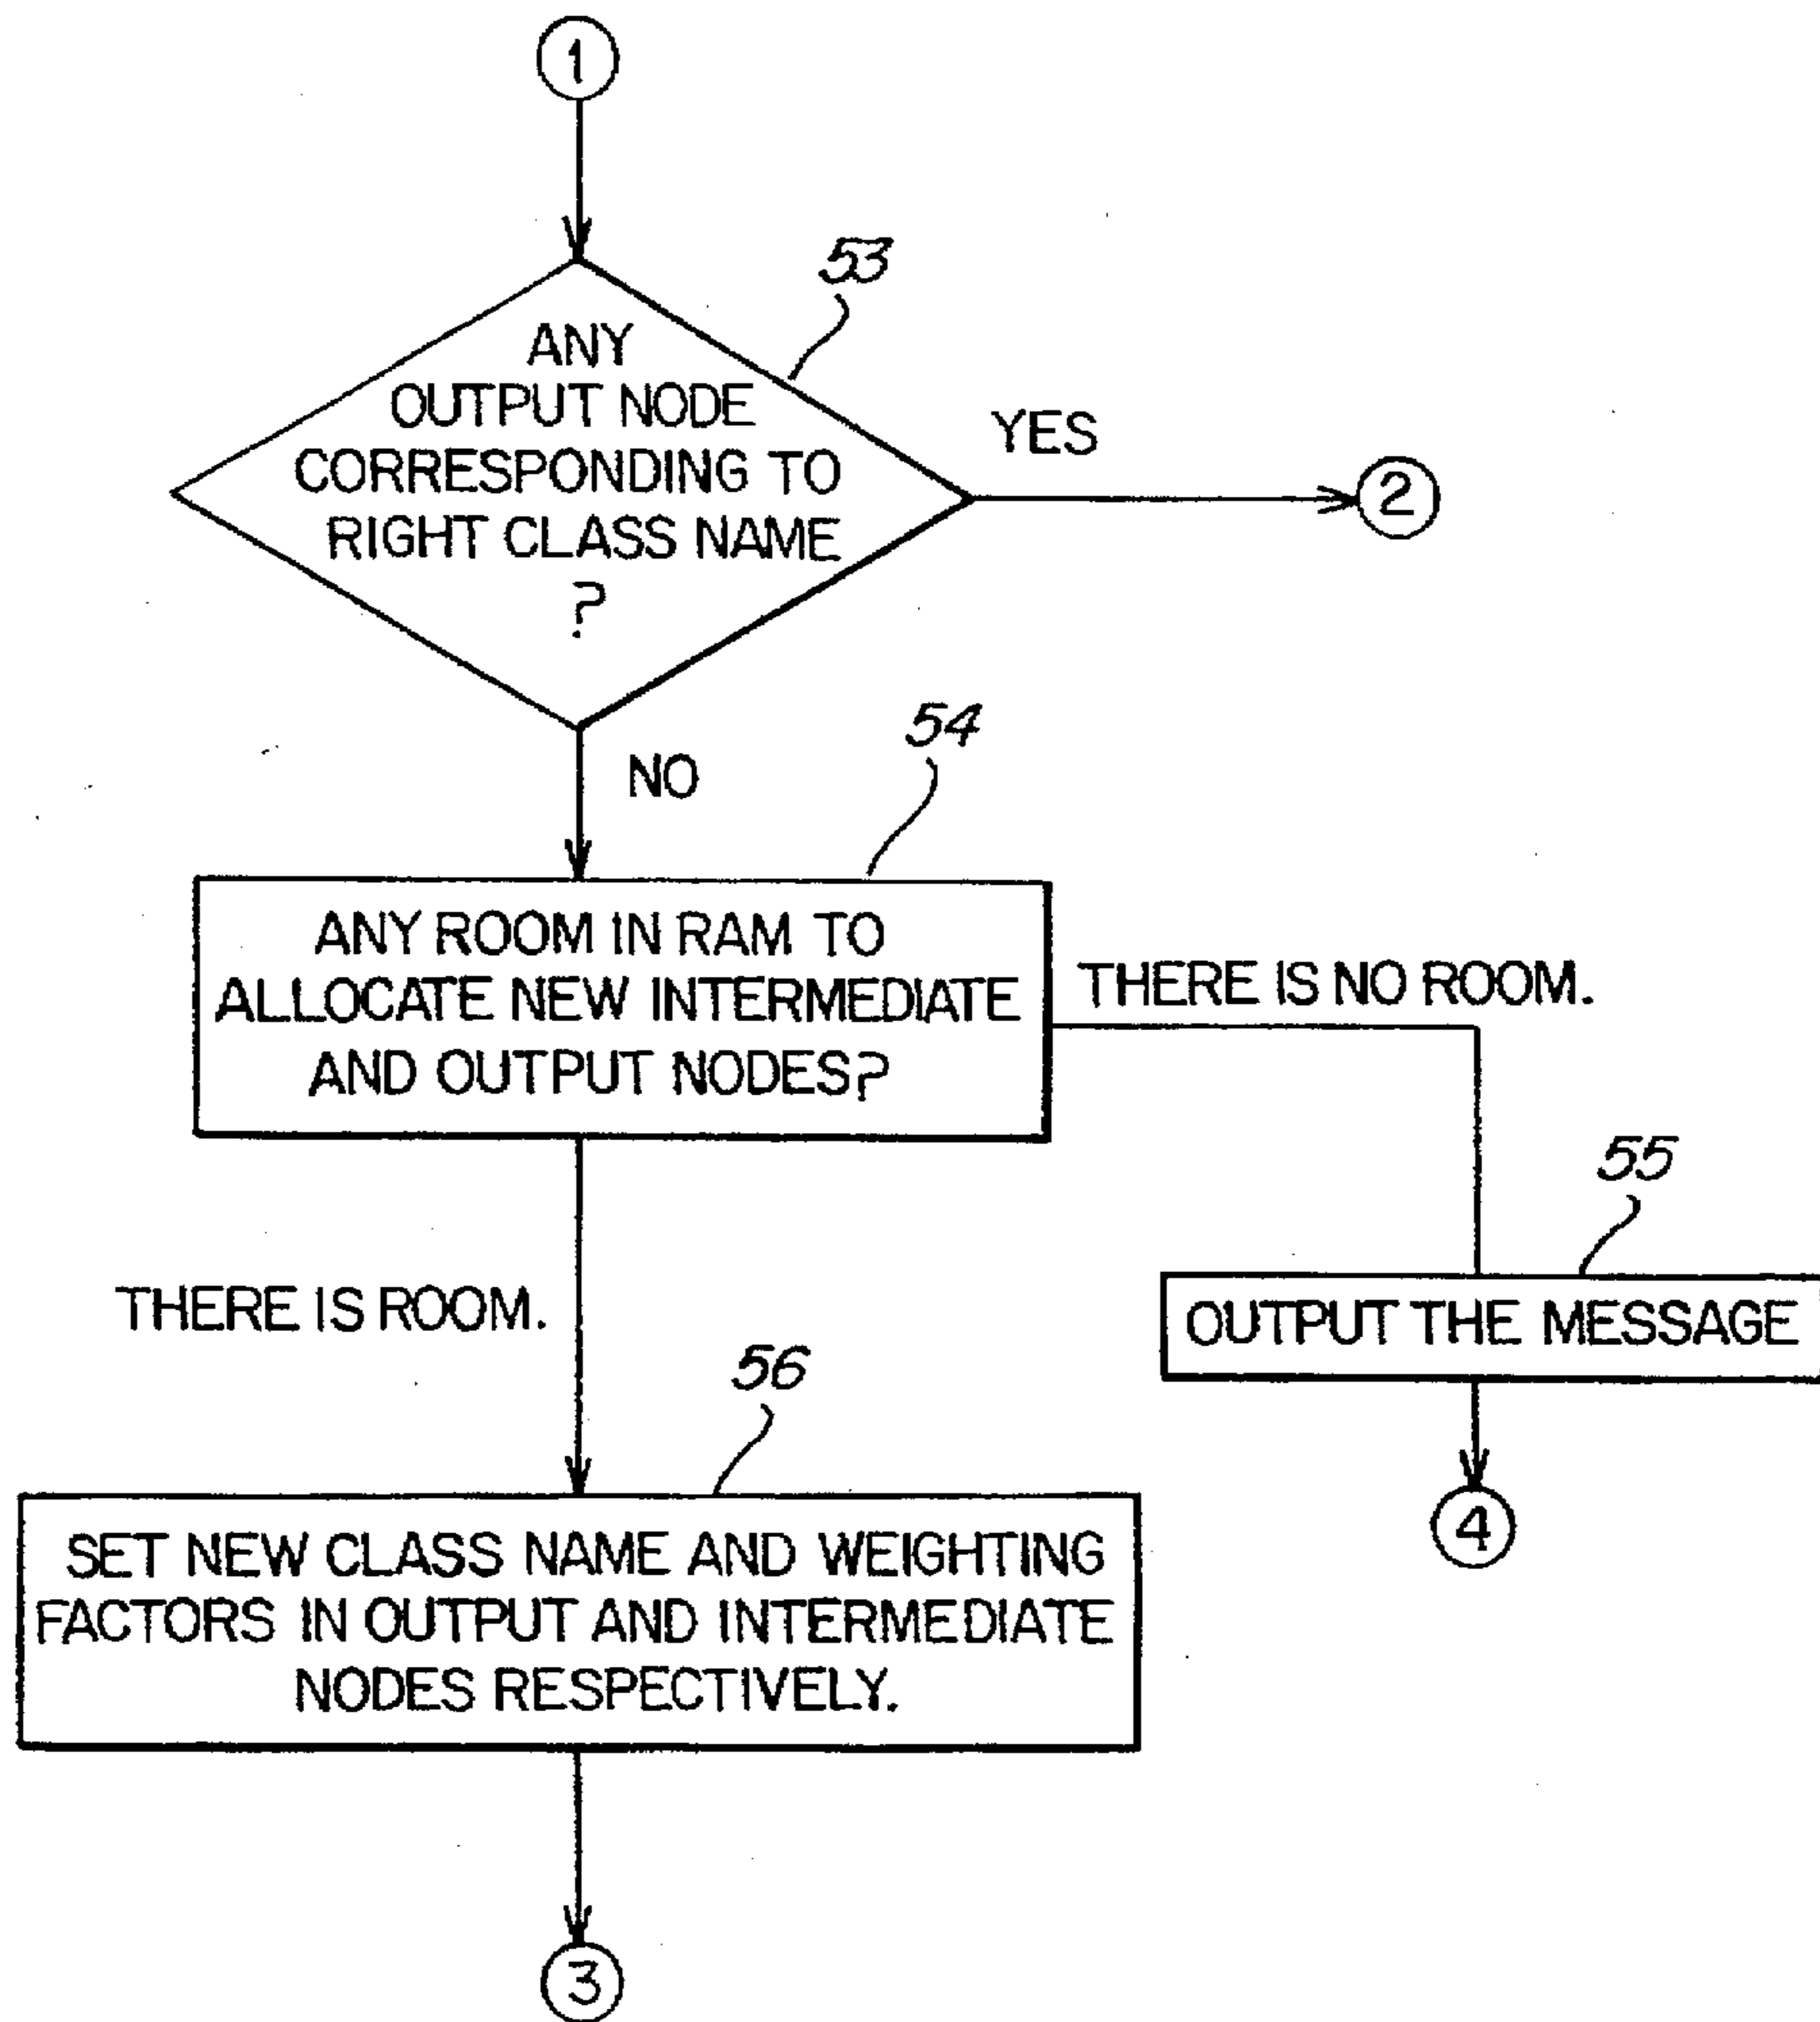 1
53
ANY
OUTPUT NODE
CORRESPONDING TO
RIGHT CLASS NAME
?
YES
2
NO
54
ANY ROOM IN RAM TO
ALLOCATE NEW INTERMEDIATE
AND OUTPUT NODES?
THERE IS NO ROOM.
55
OUTPUT THE MESSAGE
4
THERE IS ROOM.
56
SET NEW CLASS NAME AND WEIGHTING
FACTORS IN OUTPUT AND INTERMEDIATE
NODES RESPECTIVELY.
3